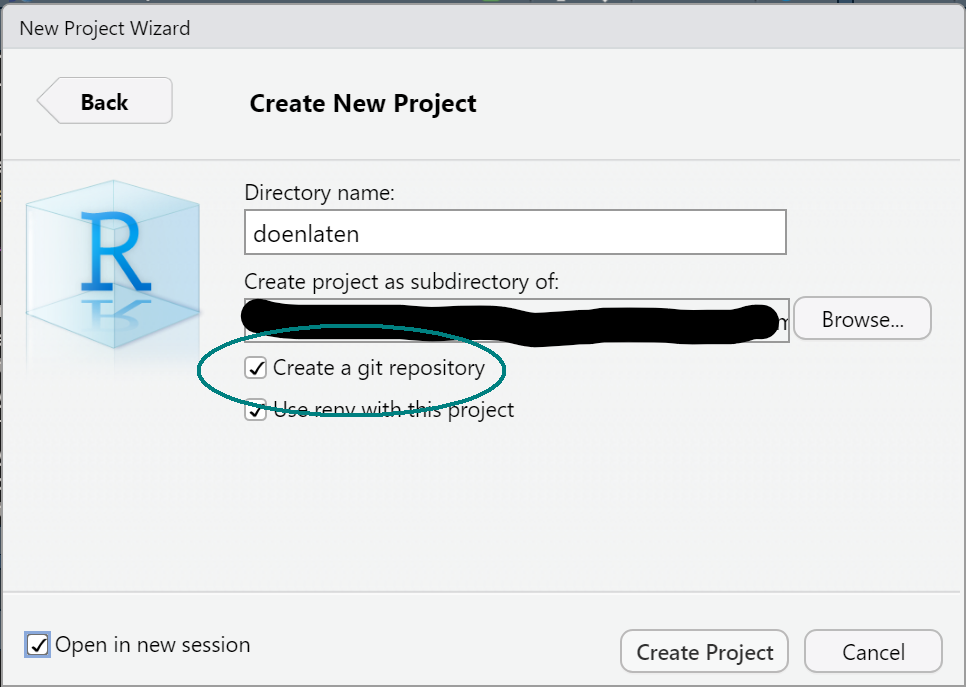 New Project Wizard
Back
Create New Project
R
Directory name:
doenlaten
Create project as subdirectory of:
Browse...
Create a git repository
Use renv with this project
Open in new session
Create Project
Cancel